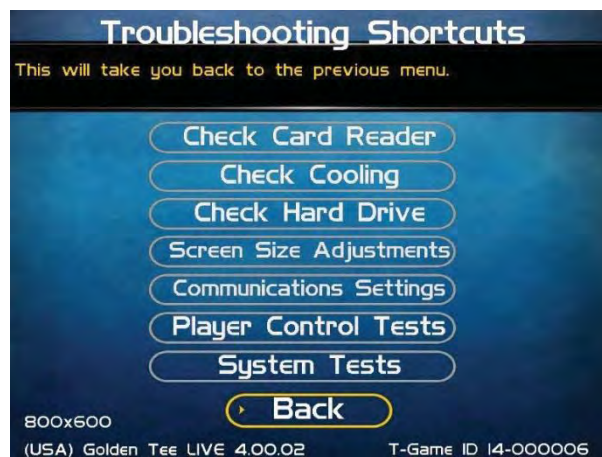 Troubleshooting Shortcuts
This will take you back to the previous menu.
Check Card Reader
Check Cooling
Check Hard Drive
Screen Size Adjustments
Communications Settings
Player Control Tests
System Tests
Back
800x600
(USA) Golden Tee LIVE 4.00.02
T-Game ID 14-000006